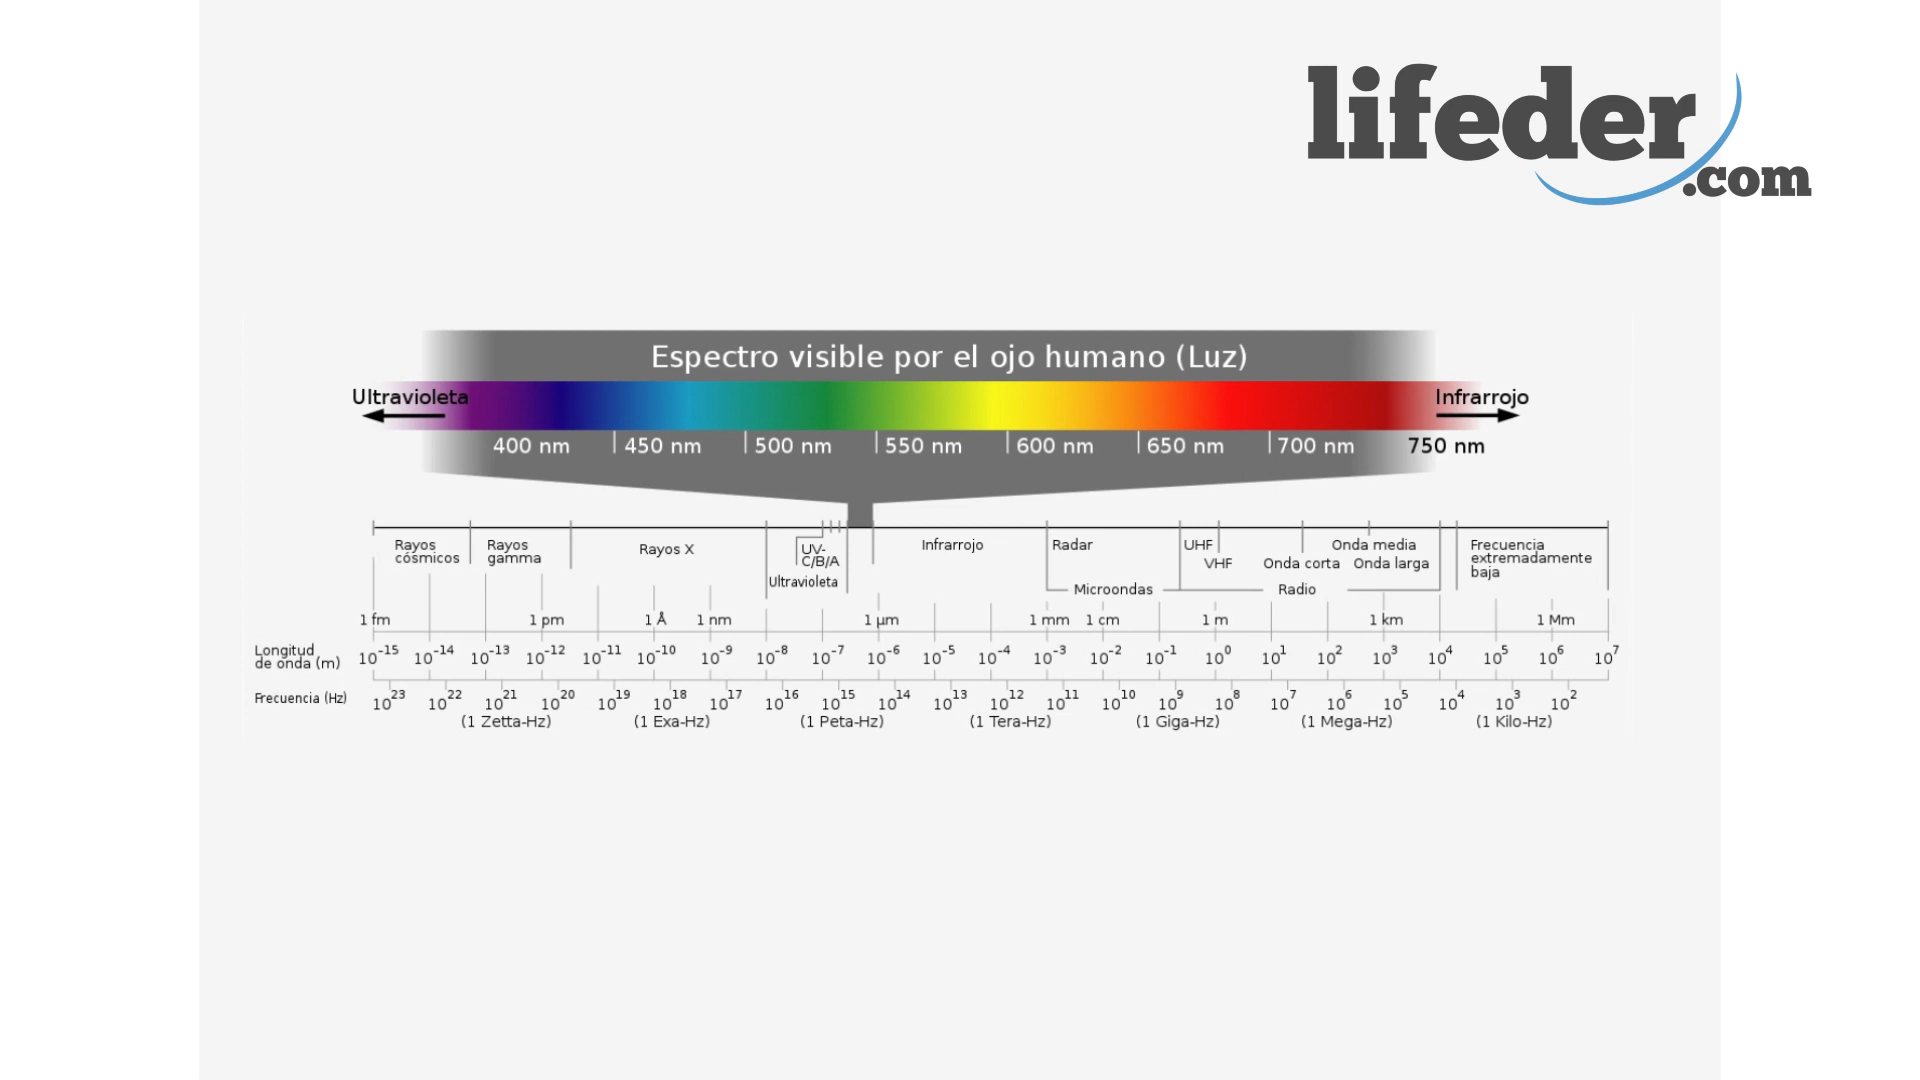 lifeder
.com
Espectro visible por el ojo humano (Luz)
Ultravioleta
Infrarrojo
400 nm 450 nm 500 nm 550 nm 600 nm 650 nm 700 nm 750 nm
Rayos
cósmicos
Rayos
gamma
Rayos X
UV-
C/B/A
Ultravioleta
Infrarrojo
Radar
Microondas
UHF
VHF
Onda corta
Onda media
Onda larga
Radio
Frecuencia
extremadamente
baja
1 fm 1 pm 1 Å 1 nm 1 µm 1 mm 1 cm 1 m 1 km 1 Mm
Longitud
de onda (m)
10⁻¹⁵ 10⁻¹⁴ 10⁻¹³ 10⁻¹² 10⁻¹¹ 10⁻¹⁰ 10⁻⁹ 10⁻⁸ 10⁻⁷ 10⁻⁶ 10⁻⁵ 10⁻⁴ 10⁻³ 10⁻² 10⁻¹ 10⁰ 10¹ 10² 10³ 10⁴ 10⁵ 10⁶ 10⁷
Frecuencia (Hz)
10²³ 10²² 10²¹ 10²⁰ 10¹⁹ 10¹⁸ 10¹⁷ 10¹⁶ 10¹⁵ 10¹⁴ 10¹³ 10¹² 10¹¹ 10¹⁰ 10⁹ 10⁸ 10⁷ 10⁶ 10⁵ 10⁴ 10³ 10²
(1 Zetta-Hz) (1 Exa-Hz) (1 Peta-Hz) (1 Tera-Hz) (1 Giga-Hz) (1 Mega-Hz) (1 Kilo-Hz)